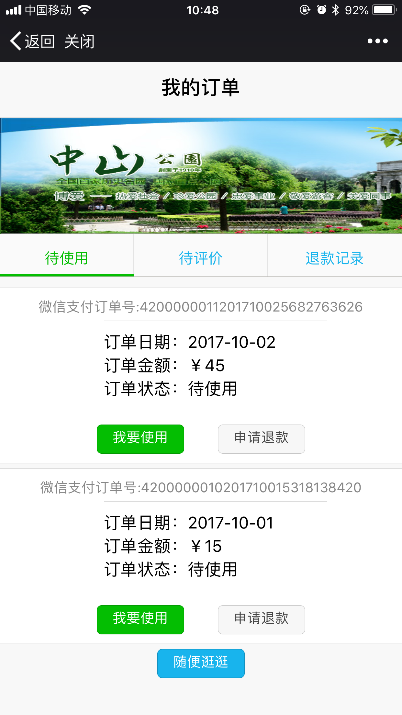 中国移动
10:48
92%
返回 关闭
我的订单
中山公園
待使用 待评价 退款记录
微信支付订单号:4200000011201710025682763626
订单日期：2017-10-02
订单金额：￥45
订单状态：待使用
我要使用 申请退款
微信支付订单号:4200000010201710015318138420
订单日期：2017-10-01
订单金额：￥15
订单状态：待使用
我要使用 申请退款
随便逛逛